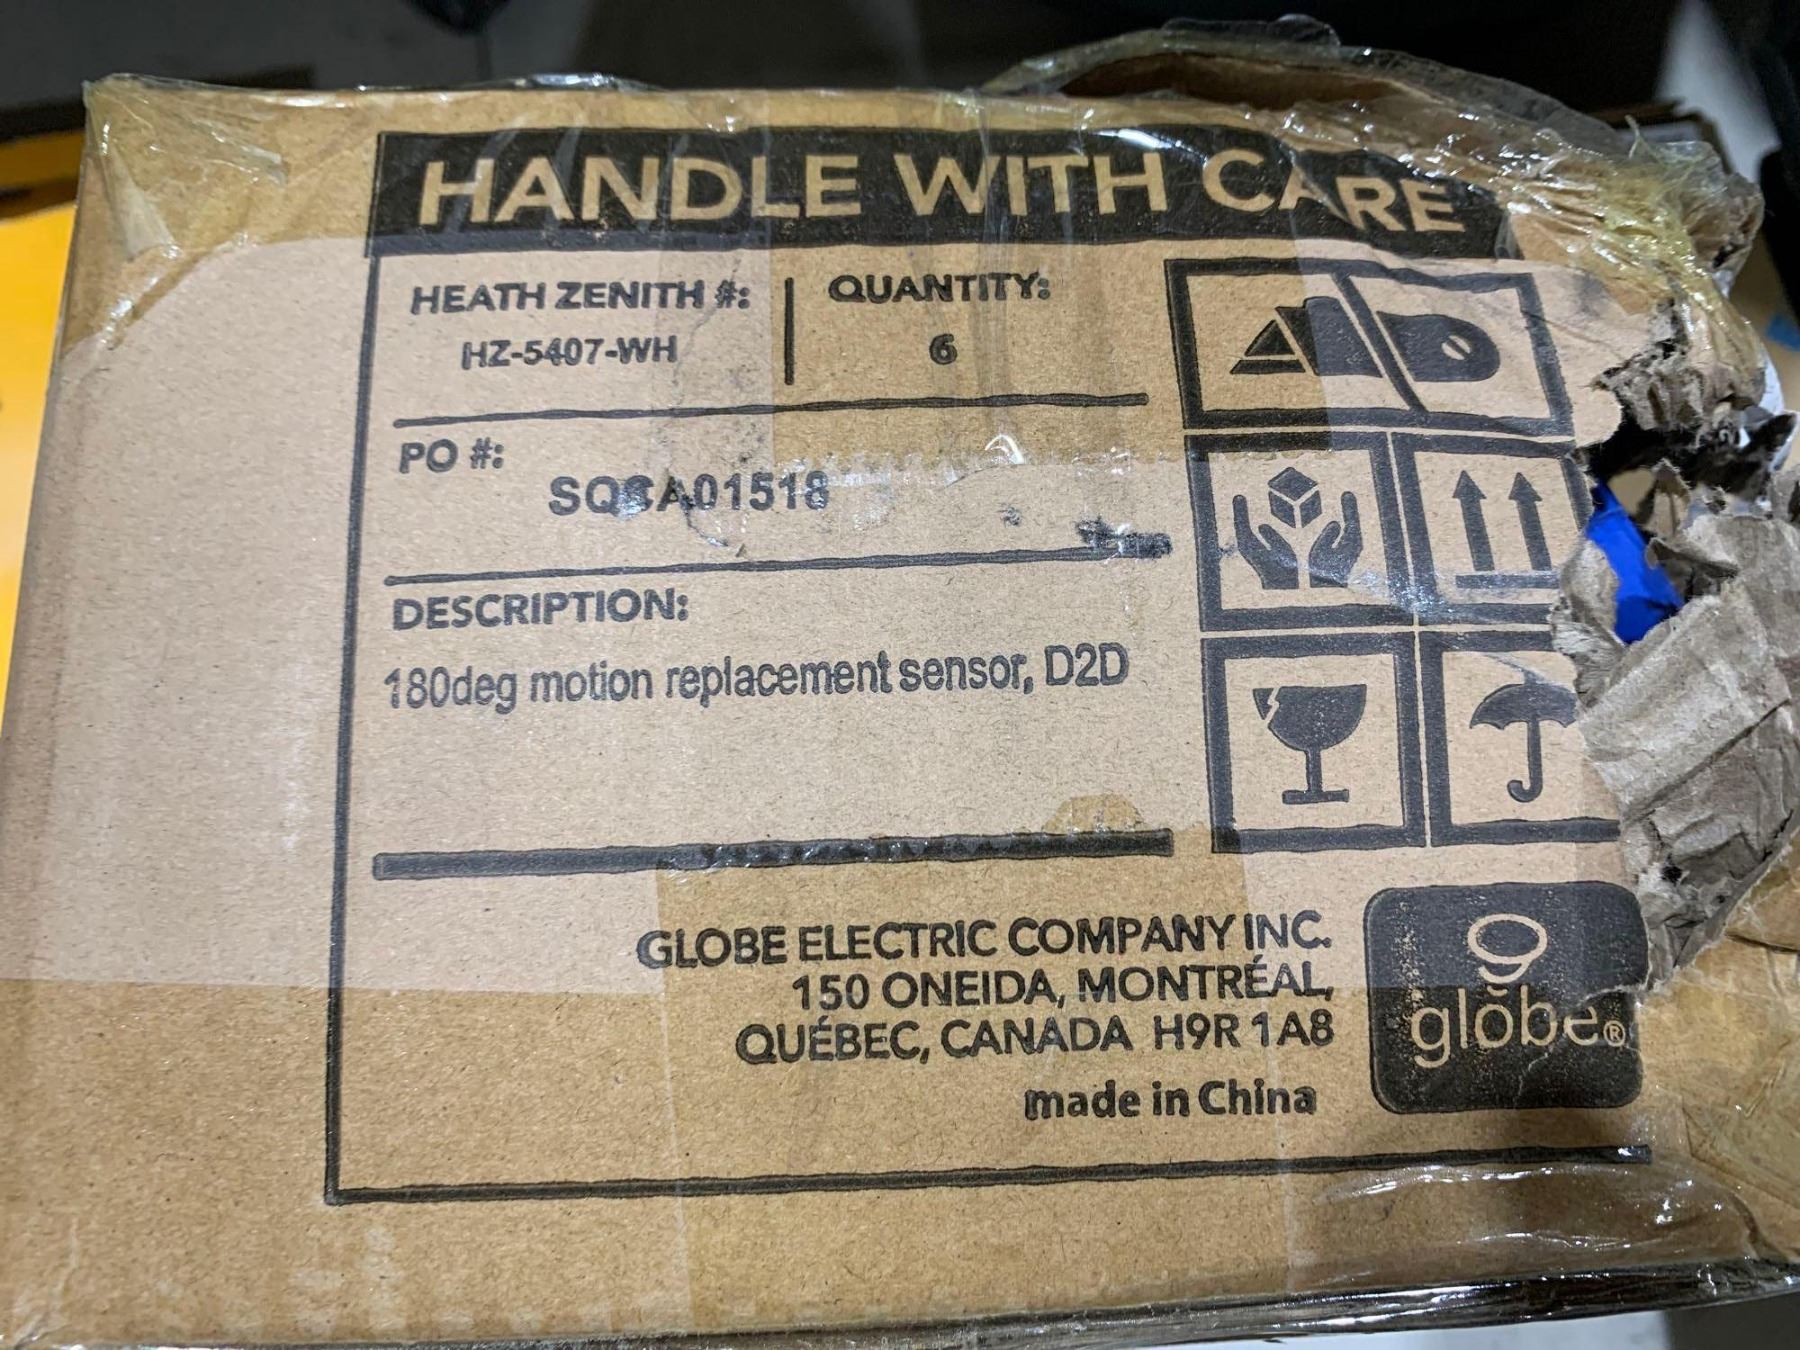 HANDLE WITH CARE
HEATH ZENITH #:
HZ-5407-WH
QUANTITY:
6
PO #:
SQCA01518
DESCRIPTION:
180deg motion replacement sensor, D2D
GLOBE ELECTRIC COMPANY INC.
150 ONEIDA, MONTRÉAL,
QUÉBEC, CANADA H9R 1A8
made in China
globe®